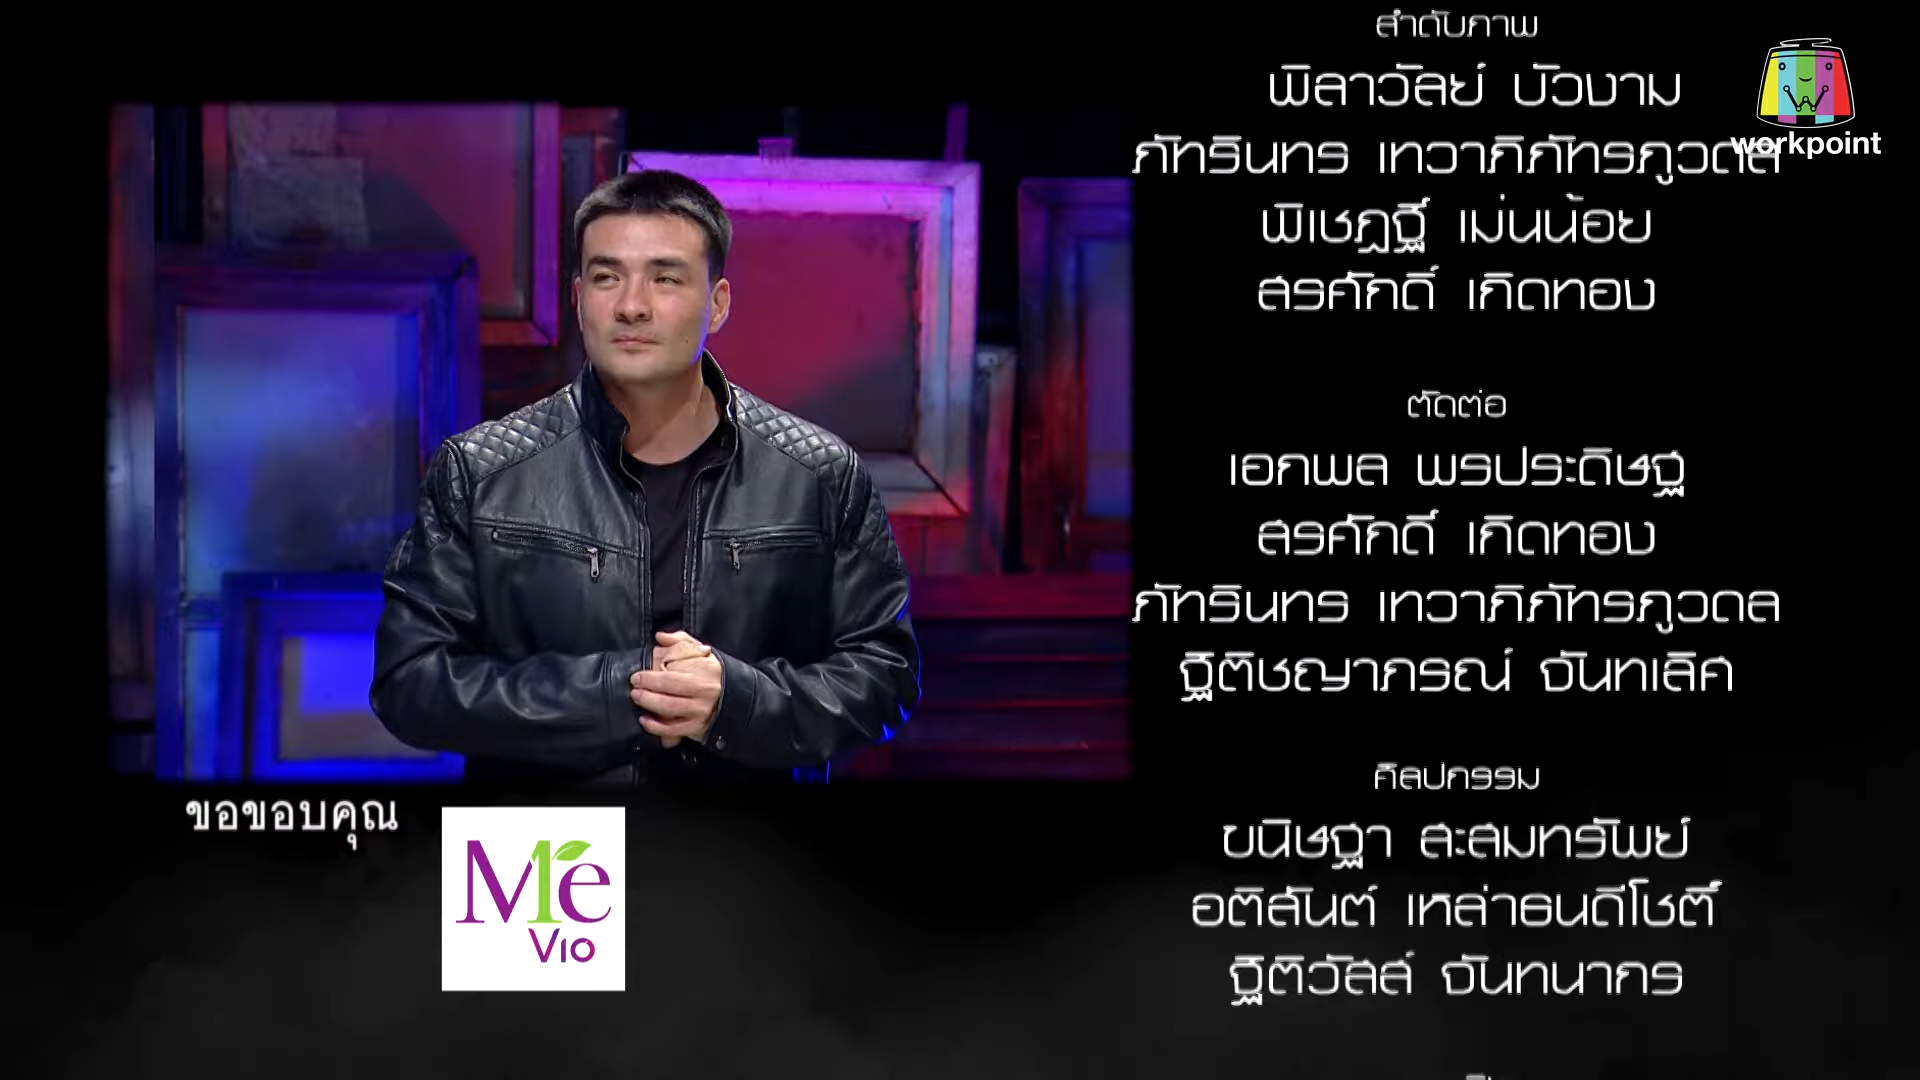 ลำดับภาพ
พิลาวัลย์ บัวงาม
ภัทรินทร เทวาภิภัทรภูวดล
พิเชฏฐ์ เม่นน้อย
สรศักดิ์ เกิดทอง
workpoint
ตัดต่อ
เอกพล พรประดิษฐ
สรศักดิ์ เกิดทอง
ภัทรินทร เทวาภิภัทรภูวดล
ฐิติชญาภรณ์ จันทเลิศ
ศิลปกรรม
ขนิษฐา สะสมทรัพย์
อติสันต์ เหล่าธนดีโชติ์
ฐิติวัสส์ จันทนากร
ขอขอบคุณ
Me
Vio